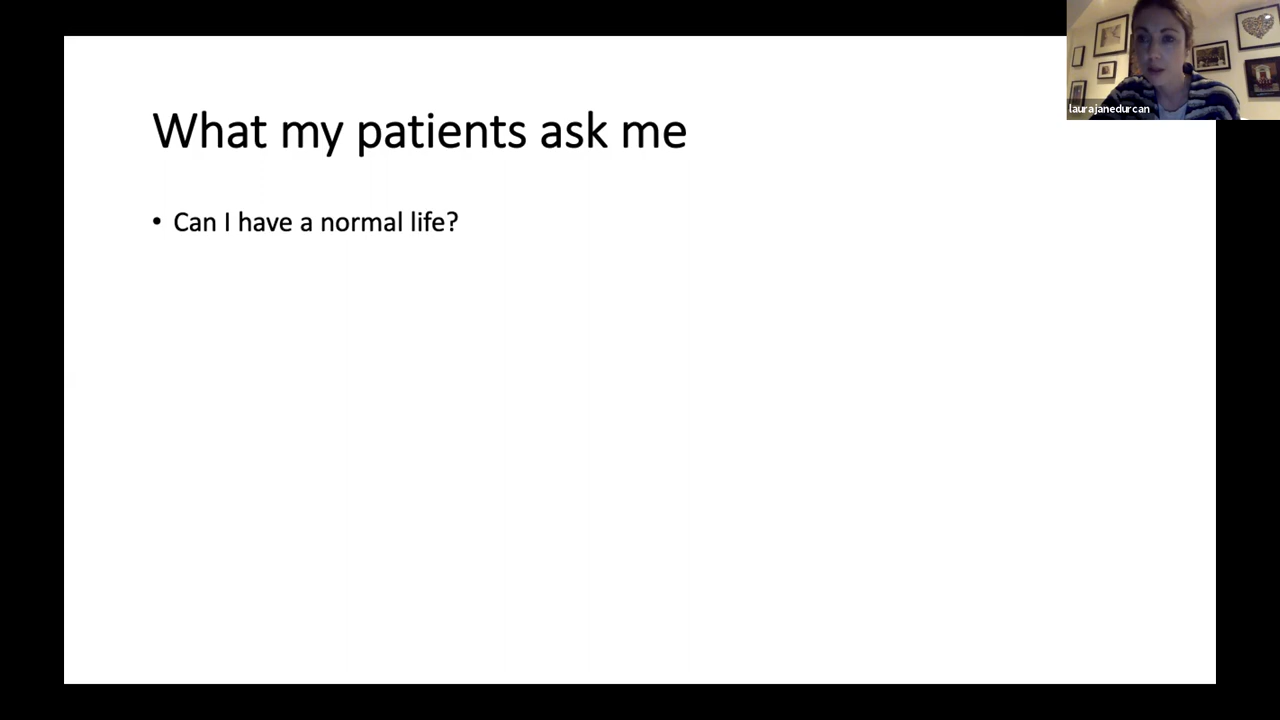 laurajanedurcan
What my patients ask me
• Can I have a normal life?